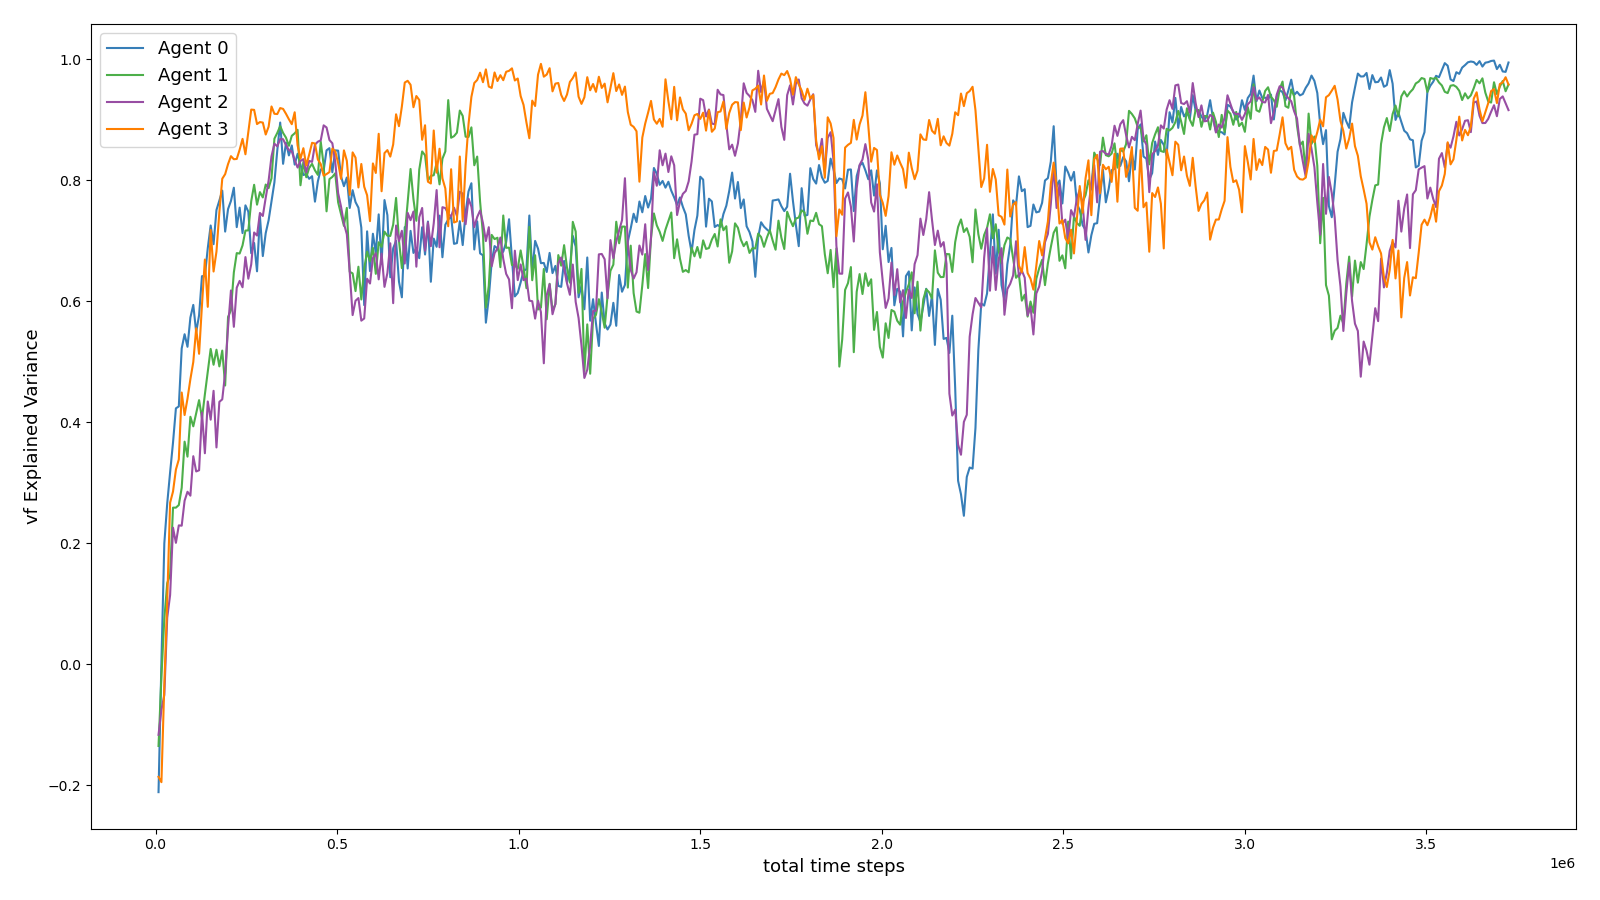 Agent 0
Agent 1
Agent 2
Agent 3
1.0
0.8
0.6
0.4
0.2
0.0
−0.2
vf Explained Variance
0.0 0.5 1.0 1.5 2.0 2.5 3.0 3.5
1e6
total time steps